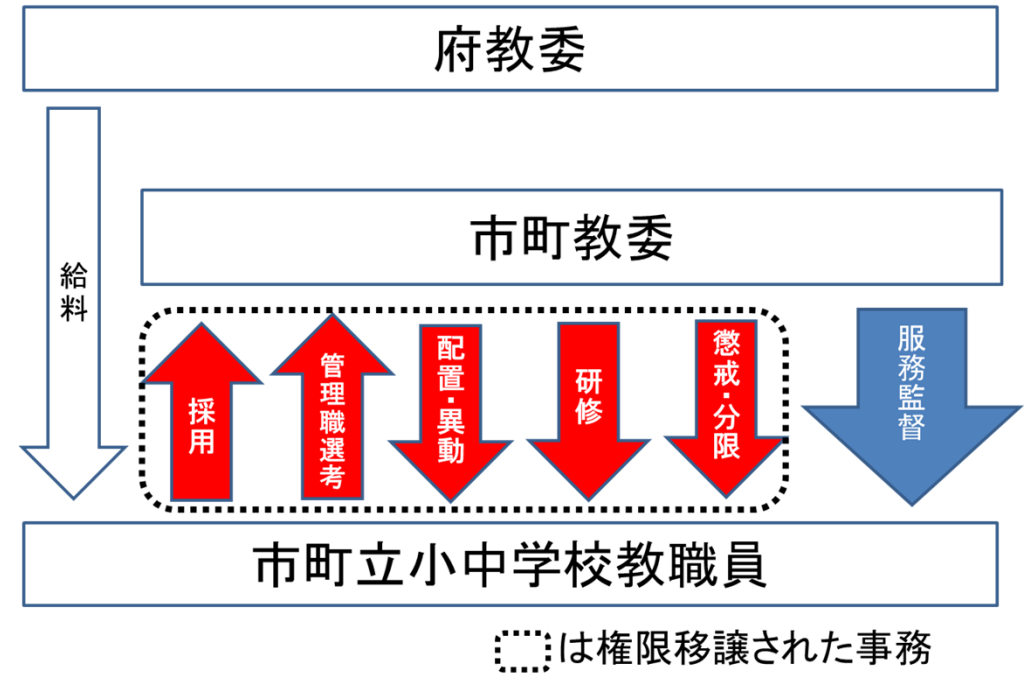 府教委
市町教委
給料
採用
管理職選考
配置・異動
研修
懲戒・分限
服務監督
市町立小中学校教職員
は権限移譲された事務